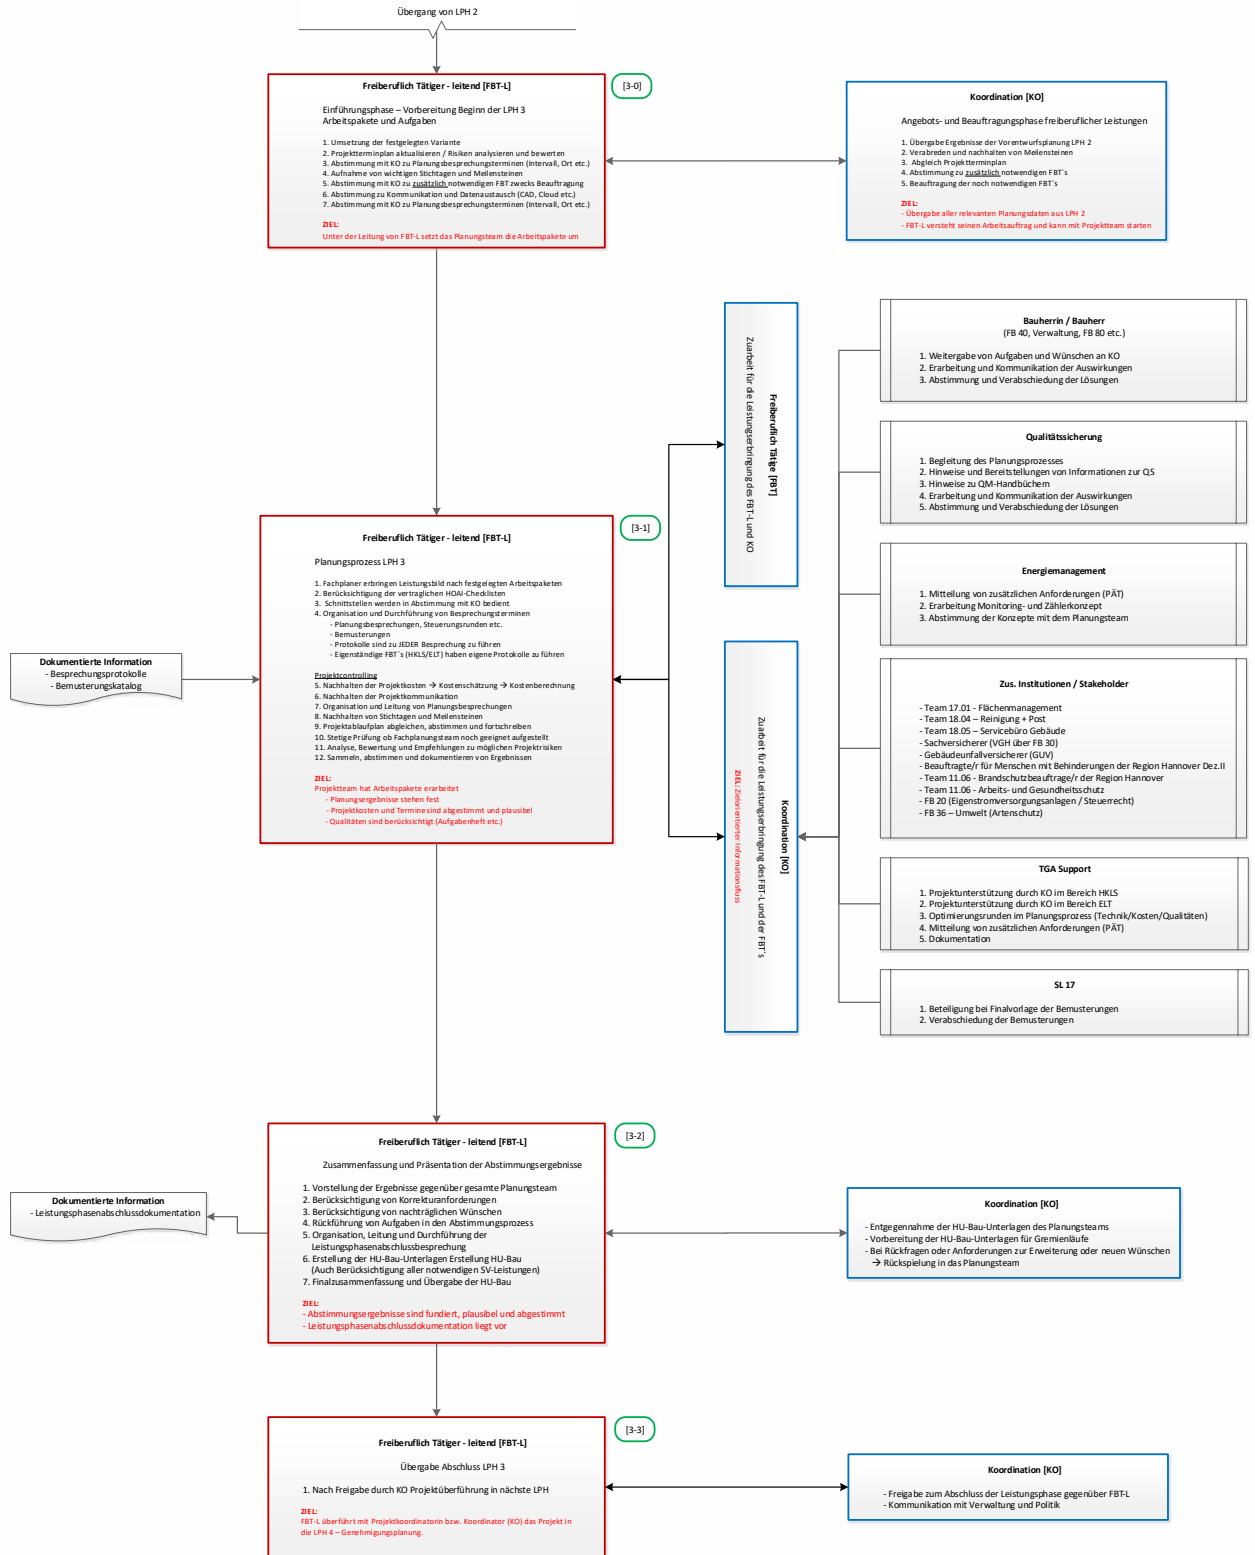 Übergang von LPH 2
Freiberuflich Tätiger - leitend [FBT-L]
[3-0]
Einführungsphase – Vorbereitung Beginn der LPH 3
Arbeitspakete und Aufgaben
1. Umsetzung der festgelegten Variante
2. Projektterminplan aktualisieren / Risiken analysieren und bewerten
3. Abstimmung mit KO zu Planungsbesprechungsterminen (Intervall, Ort etc.)
4. Aufnahme von wichtigen Stichtagen und Meilensteinen
5. Abstimmung mit KO zu zusätzlich notwendigen FBT zwecks Beauftragung
6. Abstimmung zu Kommunikation und Datenaustausch (CAD, Cloud etc.)
7. Abstimmung mit KO zu Planungsbesprechungsterminen (Intervall, Ort etc.)
ZIEL:
Unter der Leitung von FBT-L setzt das Planungsteam die Arbeitspakete um
Koordination [KO]
Angebots- und Beauftragungsphase freiberuflicher Leistungen
1. Übergabe Ergebnisse der Vorentwurfsplanung LPH 2
2. Verabreden und nachhalten von Meilensteinen
3. Abgleich Projektterminplan
4. Abstimmung zu zusätzlich notwendigen FBT`s
5. Beauftragung der noch notwendigen FBT`s
ZIEL:
- Übergabe aller relevanten Planungsdaten aus LPH 2
- FBT-L versteht seinen Arbeitsauftrag und kann mit Projektteam starten
Freiberuflich Tätige [FBT]
Zuarbeit für die Leistungserbringung des FBT-L und KO
Bauherrin / Bauherr
(FB 40, Verwaltung, FB 80 etc.)
1. Weitergabe von Aufgaben und Wünschen an KO
2. Erarbeitung und Kommunikation der Auswirkungen
3. Abstimmung und Verabschiedung der Lösungen
Qualitätssicherung
1. Begleitung des Planungsprozesses
2. Hinweise und Bereitstellungen von Informationen zur QS
3. Hinweise zu QM-Handbüchern
4. Erarbeitung und Kommunikation der Auswirkungen
5. Abstimmung und Verabschiedung der Lösungen
Freiberuflich Tätiger - leitend [FBT-L]
[3-1]
Planungsprozess LPH 3
1. Fachplaner erbringen Leistungsbild nach festgelegten Arbeitspaketen
2. Berücksichtigung der vertraglichen HOAI-Checklisten
3. Schnittstellen werden in Abstimmung mit KO bedient
4. Organisation und Durchführung von Besprechungsterminen
- Planungsbesprechungen, Steuerungsrunden etc.
- Bemusterungen
- Protokolle sind zu JEDER Besprechung zu führen
- Eigenständige FBT`s (HKLS/ELT) haben eigene Protokolle zu führen
Projektcontrolling
5. Nachhalten der Projektkosten → Kostenschätzung → Kostenberechnung
6. Nachhalten der Projektkommunikation
7. Organisation und Leitung von Planungsbesprechungen
8. Nachhalten von Stichtagen und Meilensteinen
9. Projektablaufplan abgleichen, abstimmen und fortschreiben
10. Stetige Prüfung ob Fachplanungsteam noch geeignet aufgestellt
11. Analyse, Bewertung und Empfehlungen zu möglichen Projektrisiken
12. Sammeln, abstimmen und dokumentieren von Ergebnissen
ZIEL:
Projektteam hat Arbeitspakete erarbeitet
- Planungsergebnisse stehen fest
- Projektkosten und Termine sind abgestimmt und plausibel
- Qualitäten sind berücksichtigt (Aufgabenheft etc.)
Dokumentierte Information
- Besprechungsprotokolle
- Bemusterungskatalog
Energiemanagement
1. Mitteilung von zusätzlichen Anforderungen (PÄT)
2. Erarbeitung Monitoring- und Zählerkonzept
3. Abstimmung der Konzepte mit dem Planungsteam
Koordination [KO]
Zuarbeit für die Leistungserbringung des FBT-L und der FBT`s
ZIEL: Zielorientierter Informationsfluss
Zus. Institutionen / Stakeholder
- Team 17.01 - Flächenmanagement
- Team 18.04 – Reinigung + Post
- Team 18.05 – Servicebüro Gebäude
- Sachversicherer (VGH über FB 30)
- Gebäudeunfallversicherer (GUV)
- Beauftragte/r für Menschen mit Behinderungen der Region Hannover Dez.II
- Team 11.06 - Brandschutzbeauftrage/r der Region Hannover
- Team 11.06 - Arbeits- und Gesundheitsschutz
- FB 20 (Eigenstromversorgungsanlagen / Steuerrecht)
- FB 36 – Umwelt (Artenschutz)
TGA Support
1. Projektunterstützung durch KO im Bereich HKLS
2. Projektunterstützung durch KO im Bereich ELT
3. Optimierungsrunden im Planungsprozess (Technik/Kosten/Qualitäten)
4. Mitteilung von zusätzlichen Anforderungen (PÄT)
5. Dokumentation
SL 17
1. Beteiligung bei Finalvorlage der Bemusterungen
2. Verabschiedung der Bemusterungen
Freiberuflich Tätiger - leitend [FBT-L]
[3-2]
Zusammenfassung und Präsentation der Abstimmungsergebnisse
1. Vorstellung der Ergebnisse gegenüber gesamte Planungsteam
2. Berücksichtigung von Korrekturanforderungen
3. Berücksichtigung von nachträglichen Wünschen
4. Rückführung von Aufgaben in den Abstimmungsprozess
5. Organisation, Leitung und Durchführung der
Leistungsphasenabschlussbesprechung
6. Erstellung der HU-Bau-Unterlagen Erstellung HU-Bau
(Auch Berücksichtigung aller notwendigen SV-Leistungen)
7. Finalzusammenfassung und Übergabe der HU-Bau
ZIEL:
- Abstimmungsergebnisse sind fundiert, plausibel und abgestimmt
- Leistungsphasenabschlussdokumentation liegt vor
Dokumentierte Information
- Leistungsphasenabschlussdokumentation
Koordination [KO]
- Entgegennahme der HU-Bau-Unterlagen des Planungsteams
- Vorbereitung der HU-Bau-Unterlagen für Gremienläufe
- Bei Rückfragen oder Anforderungen zur Erweiterung oder neuen Wünschen
→ Rückspielung in das Planungsteam
Freiberuflich Tätiger - leitend [FBT-L]
[3-3]
Übergabe Abschluss LPH 3
1. Nach Freigabe durch KO Projektüberführung in nächste LPH
ZIEL:
FBT-L überführt mit Projektkoordinatorin bzw. Koordinator (KO) das Projekt in
die LPH 4 – Genehmigungsplanung.
Koordination [KO]
- Freigabe zum Abschluss der Leistungsphase gegenüber FBT-L
- Kommunikation mit Verwaltung und Politik